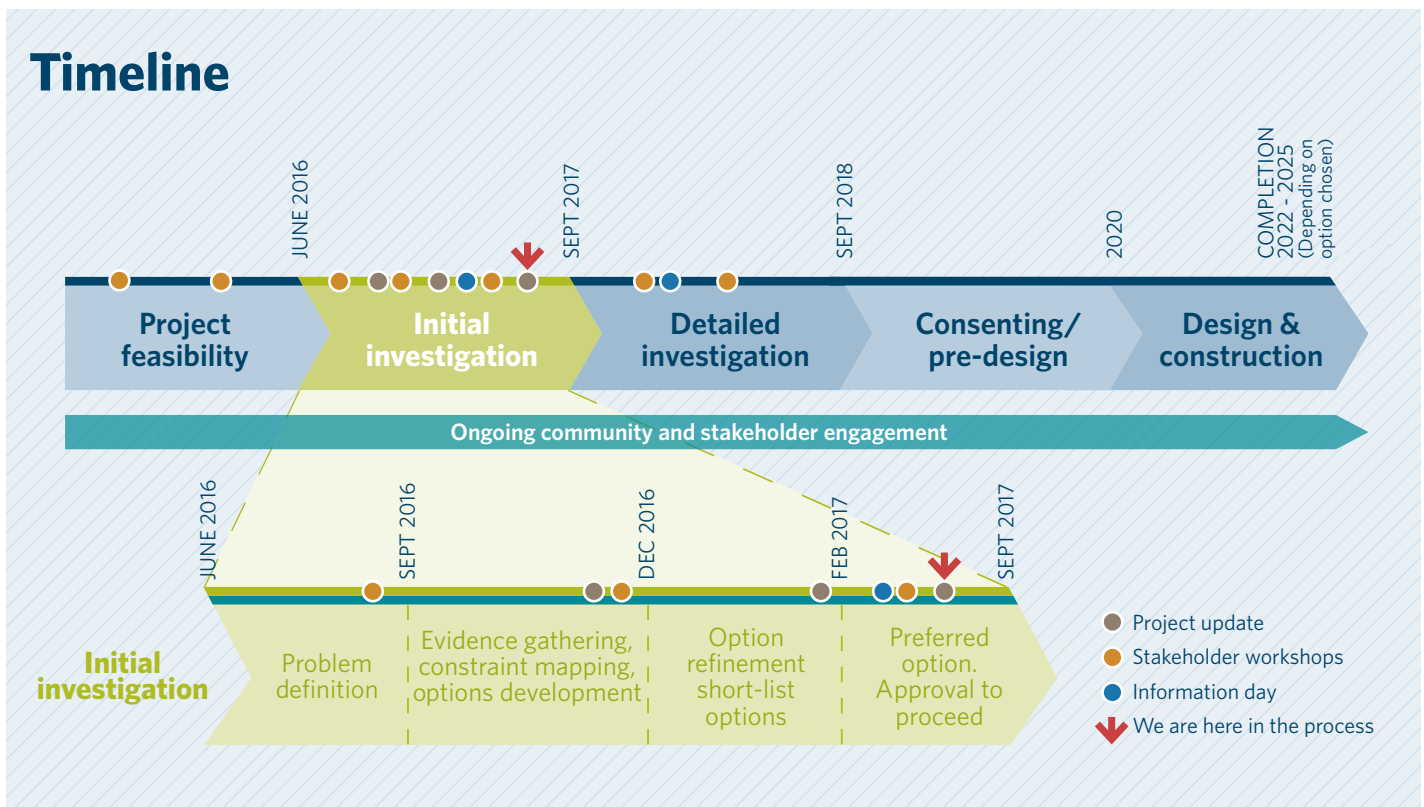 Timeline
JUNE 2016
SEPT 2017
SEPT 2018
2020
COMPLETION
2022 - 2025
(Depending on
option chosen)
Project
feasibility
Initial
investigation
Detailed
investigation
Consenting/
pre-design
Design &
construction
Ongoing community and stakeholder engagement
JUNE 2016
SEPT 2016
DEC 2016
FEB 2017
SEPT 2017
Initial
investigation
Problem
definition
Evidence gathering,
constraint mapping,
options development
Option
refinement
short-list
options
Preferred
option.
Approval to
proceed
Project update
Stakeholder workshops
Information day
We are here in the process